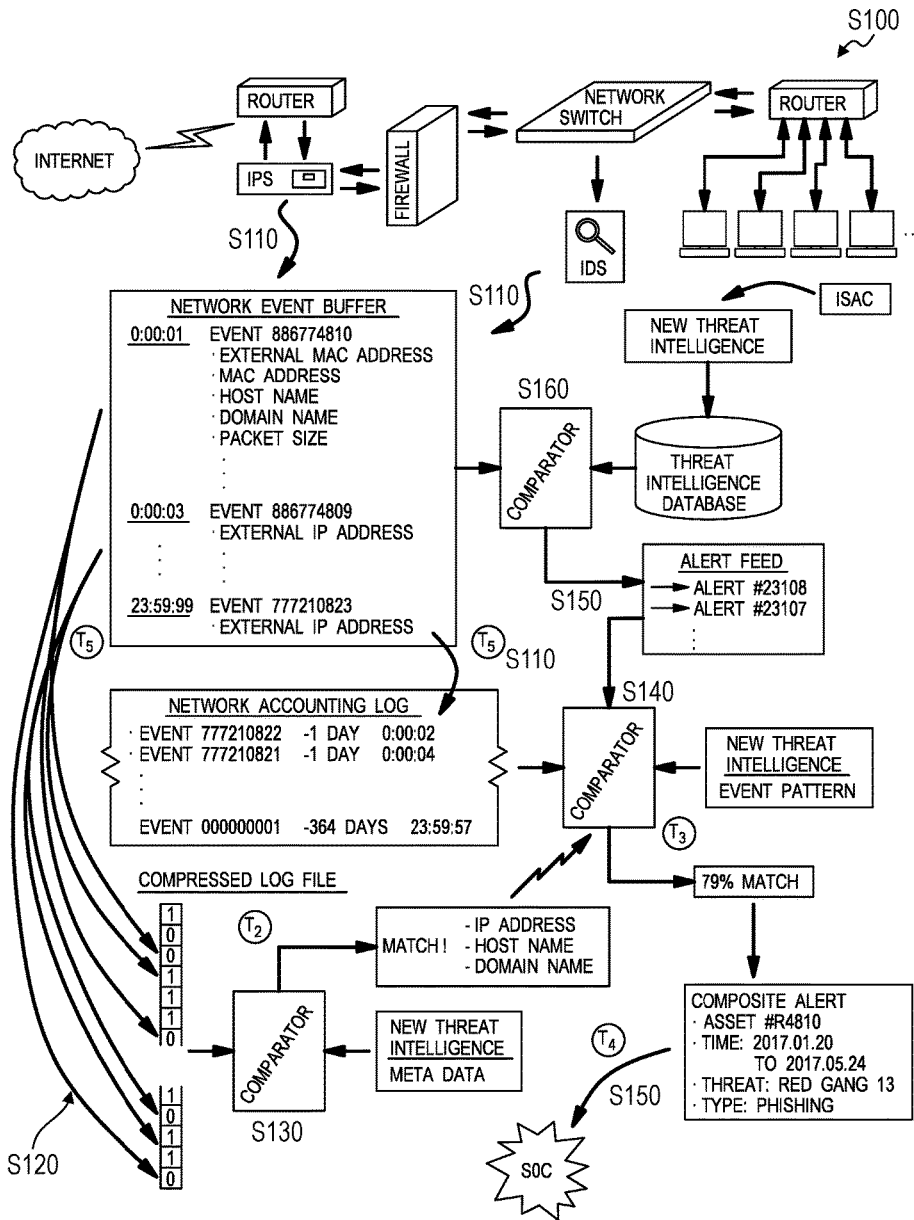 S100
ROUTER
NETWORK
SWITCH
ROUTER
INTERNET
IPS
FIREWALL
IDS
S110
S110
ISAC
NEW THREAT
INTELLIGENCE
NETWORK EVENT BUFFER
0:00:01 EVENT 886774810
· EXTERNAL MAC ADDRESS
· MAC ADDRESS
· HOST NAME
· DOMAIN NAME
· PACKET SIZE
0:00:03 EVENT 886774809
· EXTERNAL IP ADDRESS
23:59:99 EVENT 777210823
· EXTERNAL IP ADDRESS
S160
COMPARATOR
THREAT
INTELLIGENCE
DATABASE
S150
ALERT FEED
ALERT #23108
ALERT #23107
T5
T5
S110
S140
NETWORK ACCOUNTING LOG
· EVENT 777210822 -1 DAY 0:00:02
· EVENT 777210821 -1 DAY 0:00:04
EVENT 000000001 -364 DAYS 23:59:57
COMPARATOR
NEW THREAT
INTELLIGENCE
EVENT PATTERN
T3
79% MATCH
COMPRESSED LOG FILE
1
0
0
1
1
1
0
T2
MATCH!
- IP ADDRESS
- HOST NAME
- DOMAIN NAME
COMPARATOR
S130
NEW THREAT
INTELLIGENCE
META DATA
COMPOSITE ALERT
· ASSET #R4810
· TIME: 2017.01.20
TO 2017.05.24
· THREAT: RED GANG 13
· TYPE: PHISHING
T4
S150
SOC
1
0
1
1
0
S120